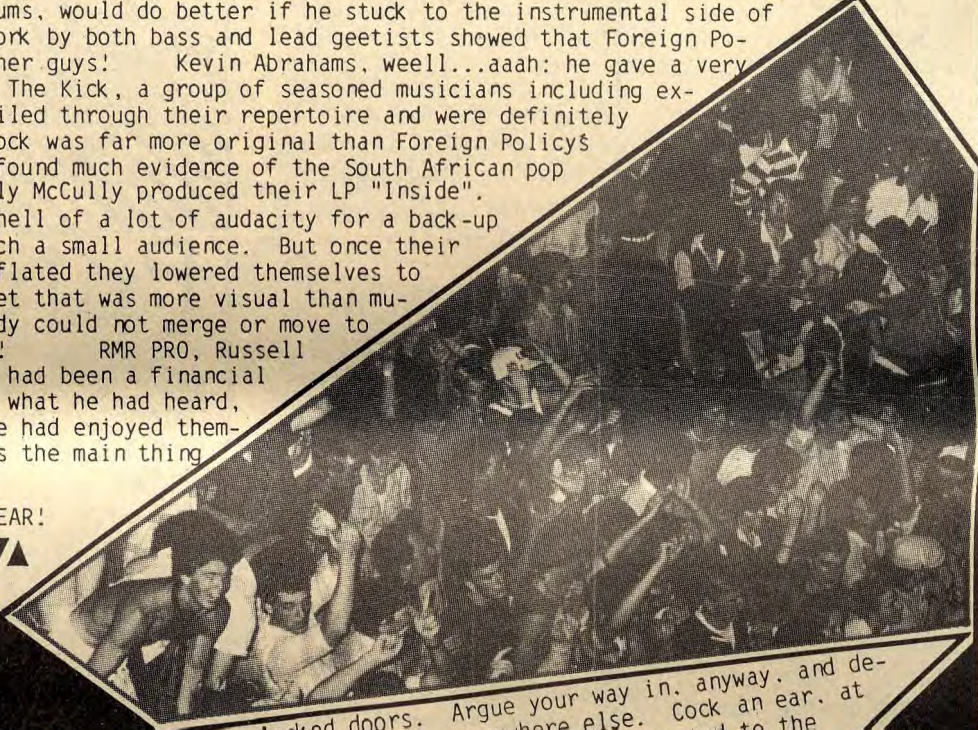 ums, would do better if he stuck to the instrumental side of
ork by both bass and lead geetists showed that Foreign Po-
her guys! Kevin Abrahams, weell...aaah: he gave a very
The Kick, a group of seasoned musicians including ex-
iled through their repertoire and were definitely
ock was far more original than Foreign Policys
found much evidence of the South African pop
ly McCully produced their LP "Inside".
hell of a lot of audacity for a back-up
ch a small audience. But once their
flated they lowered themselves to
et that was more visual than mu-
dy could not merge or move to
! RMR PRO, Russell
had been a financial
what he had heard,
e had enjoyed them-
s the main thing
EAR!
doors. Argue your way in. anyway. and de-
where else. Cock an ear. at
to the